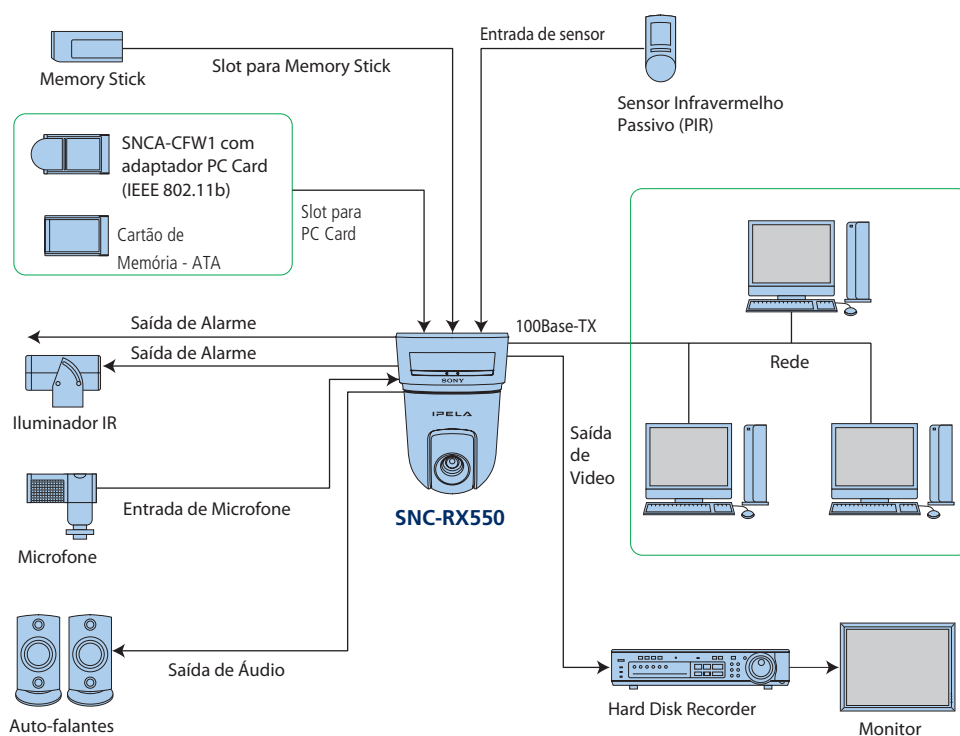 Memory Stick
Slot para Memory Stick
Entrada de sensor
Sensor Infravermelho
Passivo (PIR)
SNCA-CFW1 com
adaptador PC Card
(IEEE 802.11b)
Cartão de
Memória - ATA
Slot para
PC Card
Saída de Alarme
Saída de Alarme
Iluminador IR
Entrada de Microfone
Microfone
Saída de Áudio
Auto-falantes
SONY
IPELA
SNC-RX550
100Base-TX
Rede
Saída
de
Video
Hard Disk Recorder
Monitor